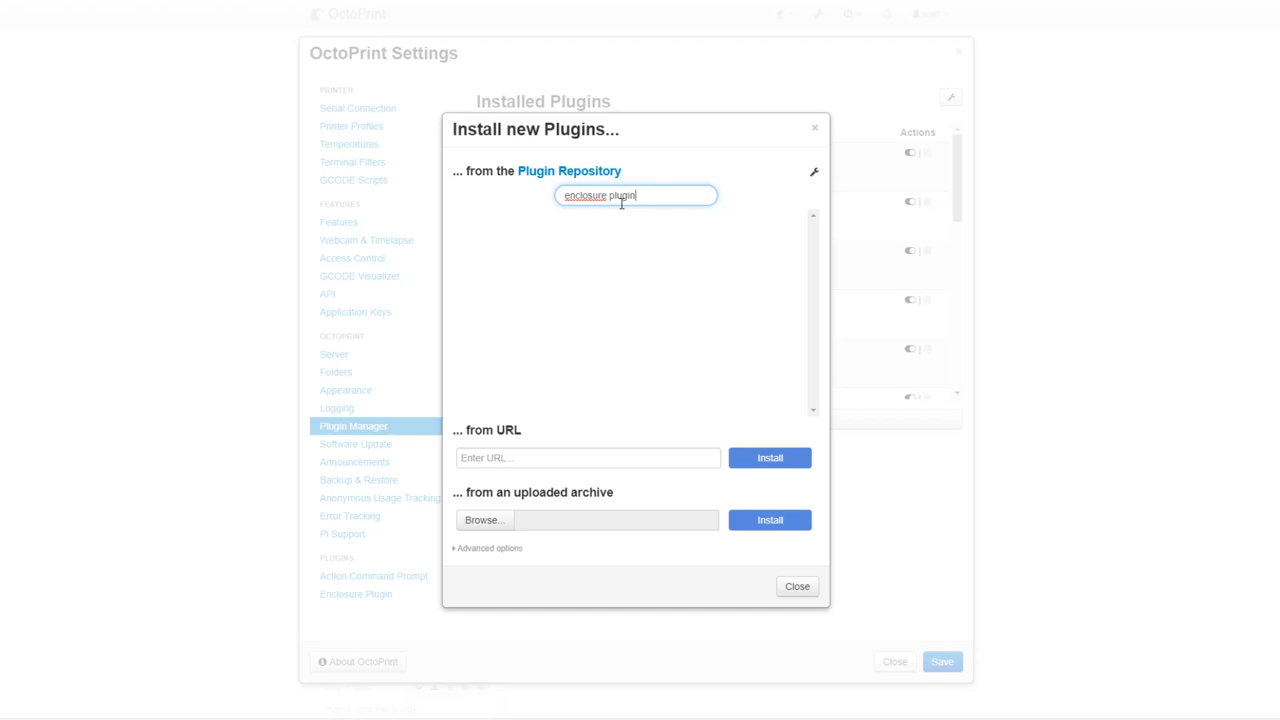 OctoPrint
OctoPrint Settings
PRINTER
Serial Connection
Printer Profiles
Temperatures
Terminal Filters
GCODE Scripts
FEATURES
Features
Webcam & Timelapse
Access Control
GCODE Visualizer
API
Application Keys
OCTOPRINT
Server
Folders
Appearance
Logging
Plugin Manager
Software Update
Announcements
Backup & Restore
Anonymous Usage Tracking
Error Tracking
Pi Support
PLUGINS
Action Command Prompt
Enclosure Plugin
Installed Plugins
Actions
Install new Plugins...
×
... from the Plugin Repository
enclosure plugin
... from URL
Enter URL...
Install
... from an uploaded archive
Browse...
Install
Advanced options
Close
About OctoPrint
Close
Save